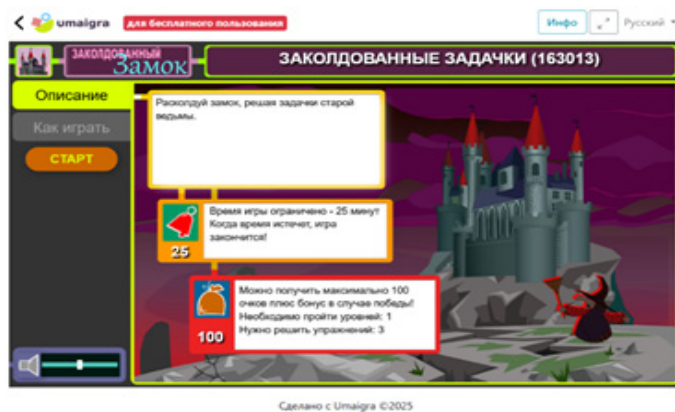 umaigra
для бесплатного пользования
Инфо
Русский
ЗАКОЛДОВАННЫЙ
Замок
ЗАКОЛДОВАННЫЕ ЗАДАЧКИ (163013)
Описание
Как играть
СТАРТ
Расколдуй замок, решая задачки старой
ведьмы.
Время игры ограничено - 25 минут
Когда время истечет, игра
закончится!
25
Можно получить максимально 100
очков плюс бонус в случае победы!
Необходимо пройти уровней: 1
Нужно решить упражнений: 3
100
Сделано с Umaigra ©2025